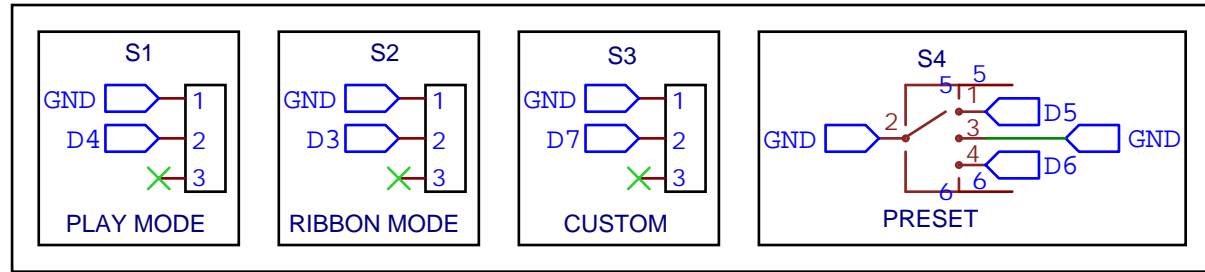 S1
GND 1
D4 2
3
PLAY MODE
S2
GND 1
D3 2
3
RIBBON MODE
S3
GND 1
D7 2
3
CUSTOM
S4
5 5
1 D5
GND 2 3 GND
4 D6
6 6
PRESET